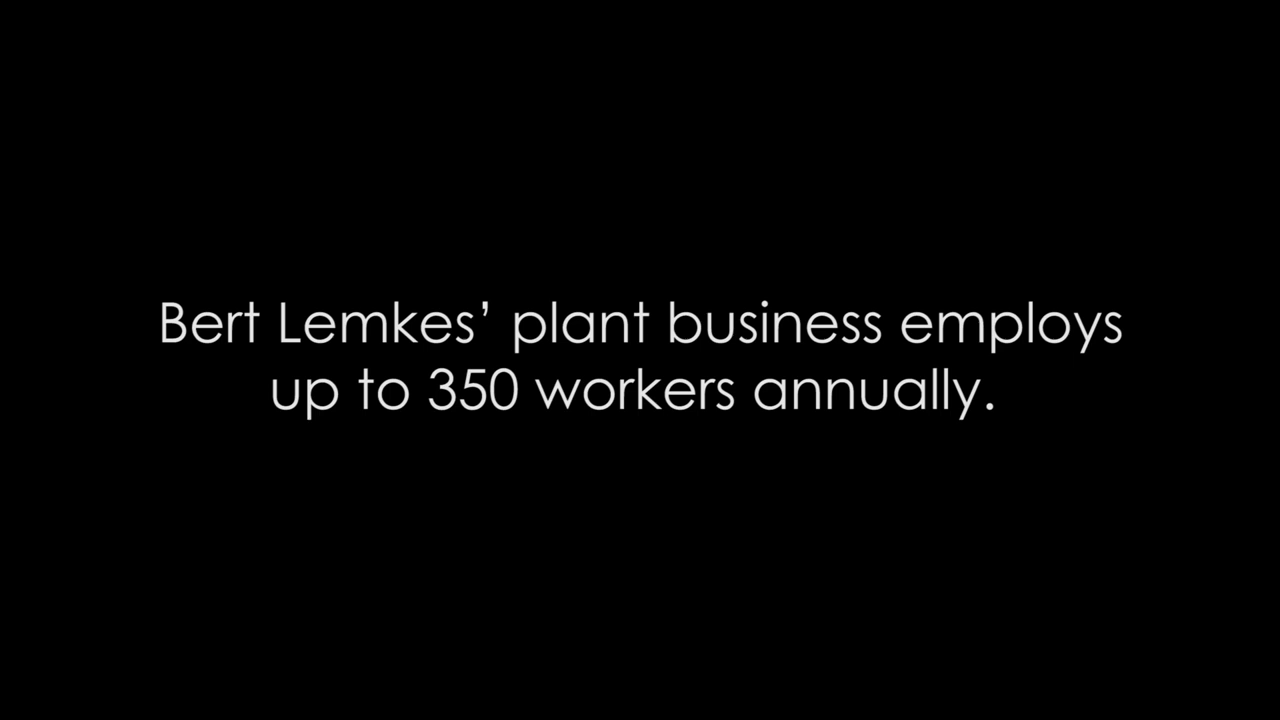 Bert Lemkes’ plant business employs
up to 350 workers annually.